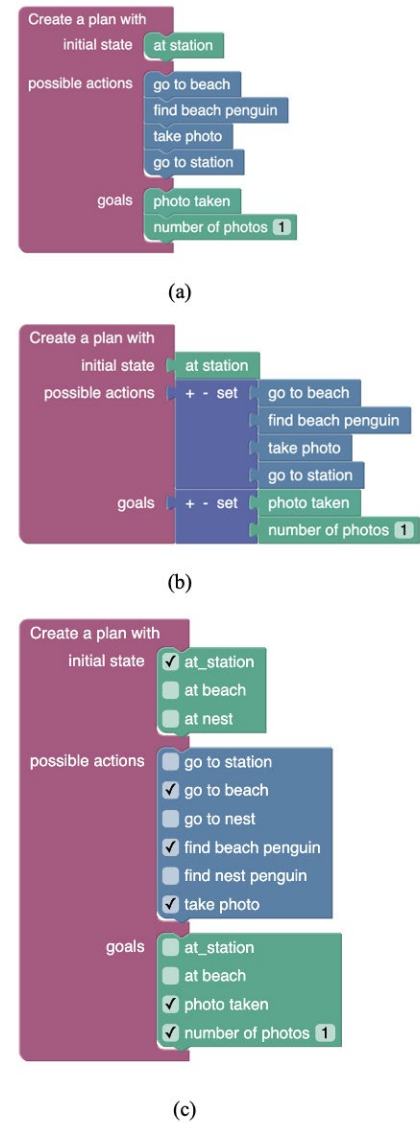 Create a plan with
initial state at station
possible actions go to beach
find beach penguin
take photo
go to station
goals photo taken
number of photos 1
(a)
Create a plan with
initial state at station
possible actions + - set go to beach
find beach penguin
take photo
go to station
goals + - set photo taken
number of photos 1
(b)
Create a plan with
initial state ✓ at_station
at beach
at nest
possible actions go to station
✓ go to beach
go to nest
✓ find beach penguin
find nest penguin
✓ take photo
goals at_station
at beach
✓ photo taken
✓ number of photos 1
(c)